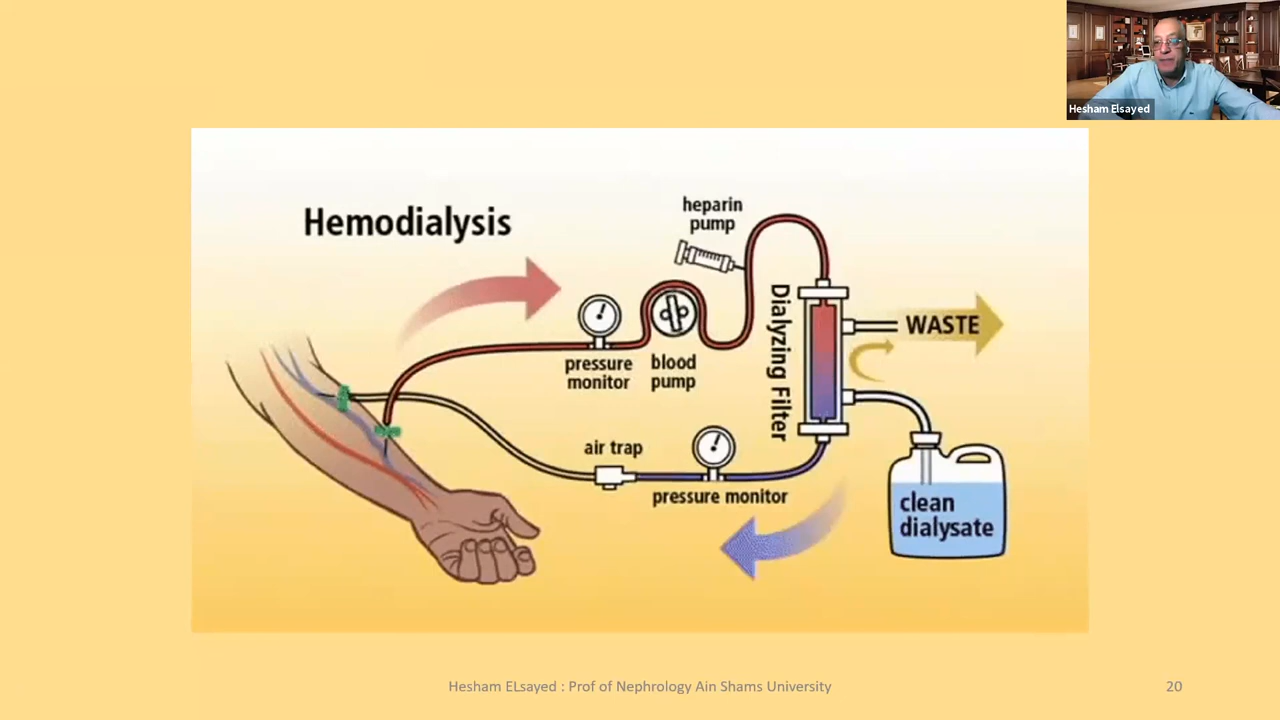 Hesham Elsayed
Hemodialysis
heparin
pump
pressure
monitor
blood
pump
Dialyzing Filter
WASTE
air trap
pressure monitor
clean
dialysate
Hesham ELsayed : Prof of Nephrology Ain Shams University
20